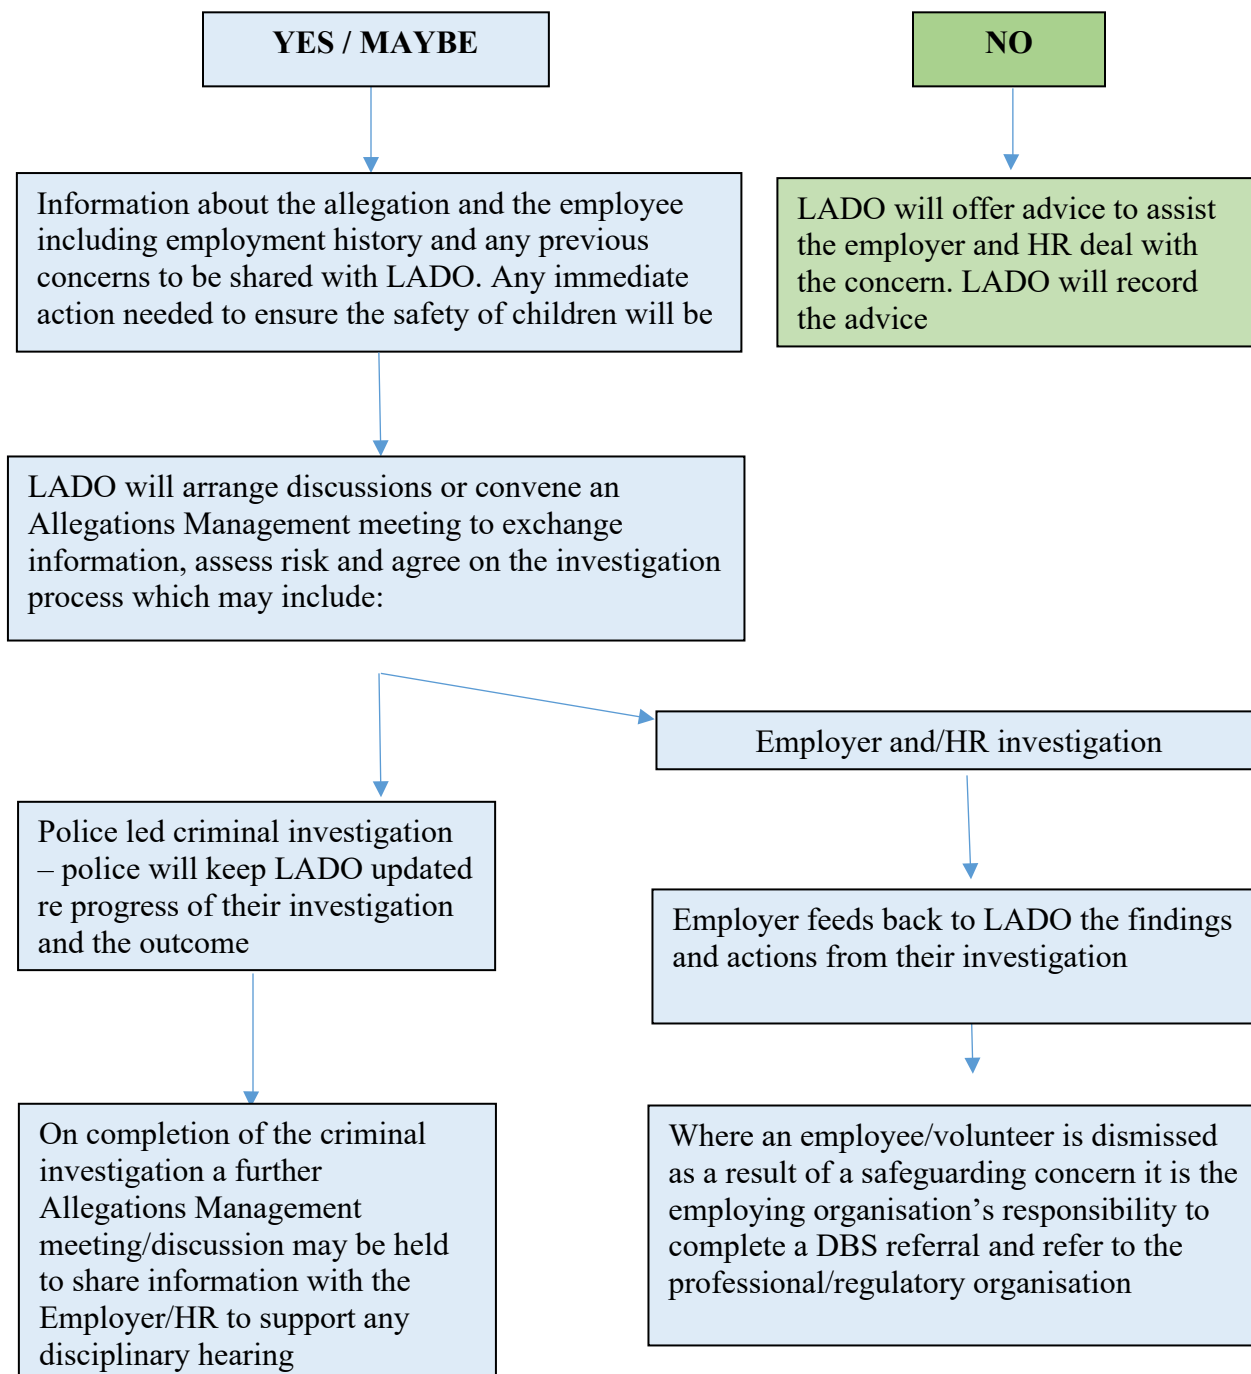 YES / MAYBE
NO
Information about the allegation and the employee
including employment history and any previous
concerns to be shared with LADO. Any immediate
action needed to ensure the safety of children will be
LADO will offer advice to assist
the employer and HR deal with
the concern. LADO will record
the advice
LADO will arrange discussions or convene an
Allegations Management meeting to exchange
information, assess risk and agree on the investigation
process which may include:
Employer and/HR investigation
Police led criminal investigation
– police will keep LADO updated
re progress of their investigation
and the outcome
Employer feeds back to LADO the findings
and actions from their investigation
On completion of the criminal
investigation a further
Allegations Management
meeting/discussion may be held
to share information with the
Employer/HR to support any
disciplinary hearing
Where an employee/volunteer is dismissed
as a result of a safeguarding concern it is the
employing organisation’s responsibility to
complete a DBS referral and refer to the
professional/regulatory organisation